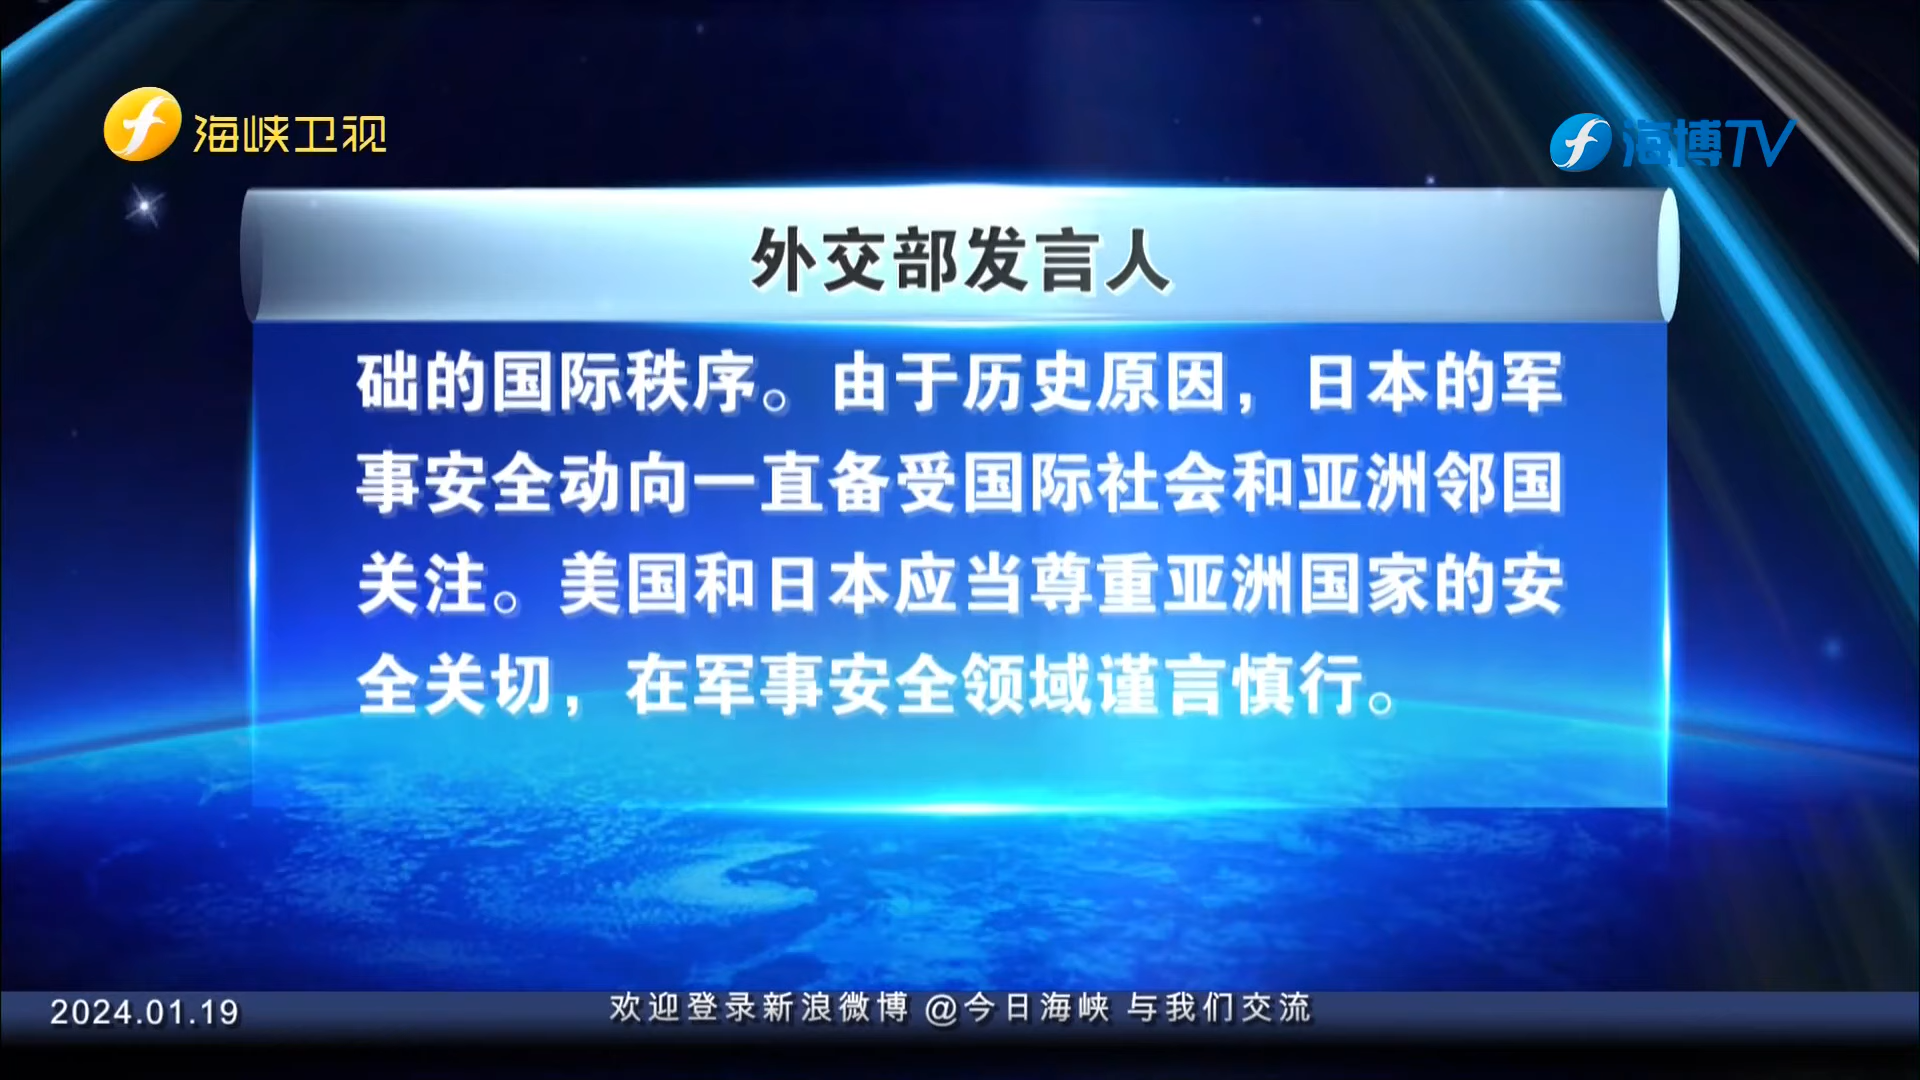 海峡卫视
海博TV
外交部发言人
础的国际秩序。由于历史原因，日本的军
事安全动向一直备受国际社会和亚洲邻国
关注。美国和日本应当尊重亚洲国家的安
全关切，在军事安全领域谨言慎行。
2024.01.19
欢迎登录新浪微博 @今日海峡 与我们交流